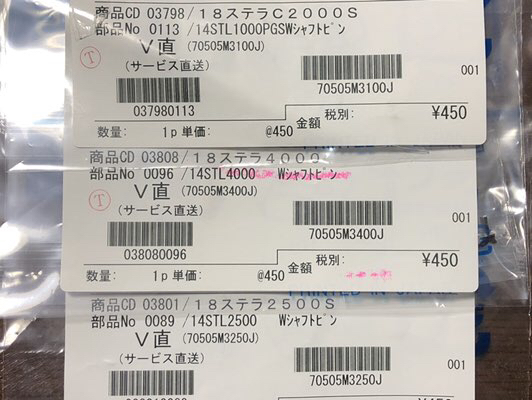 商品CD 03798/18ステラC2000S
部品No 0113 /14STL1000PGSWシャフトピン
V直 (70505M3100J)
T
(サービス直送)
037980113
70505M3100J
001
税別: ¥450
数量: 1p 単価: @450 金額
商品CD 03808/18ステラ4000
部品No 0096 /14STL4000 Wシャフトピン
V直 (70505M3400J)
T
(サービス直送)
038080096
70505M3400J
001
税別: ¥450
数量: 1p 単価: @450 金額
PRINTED IN
商品CD 03801/18ステラ2500S
部品No 0089 /14STL2500 Wシャフトピン
V直 (70505M3250J)
(サービス直送)
70505M3250J
001